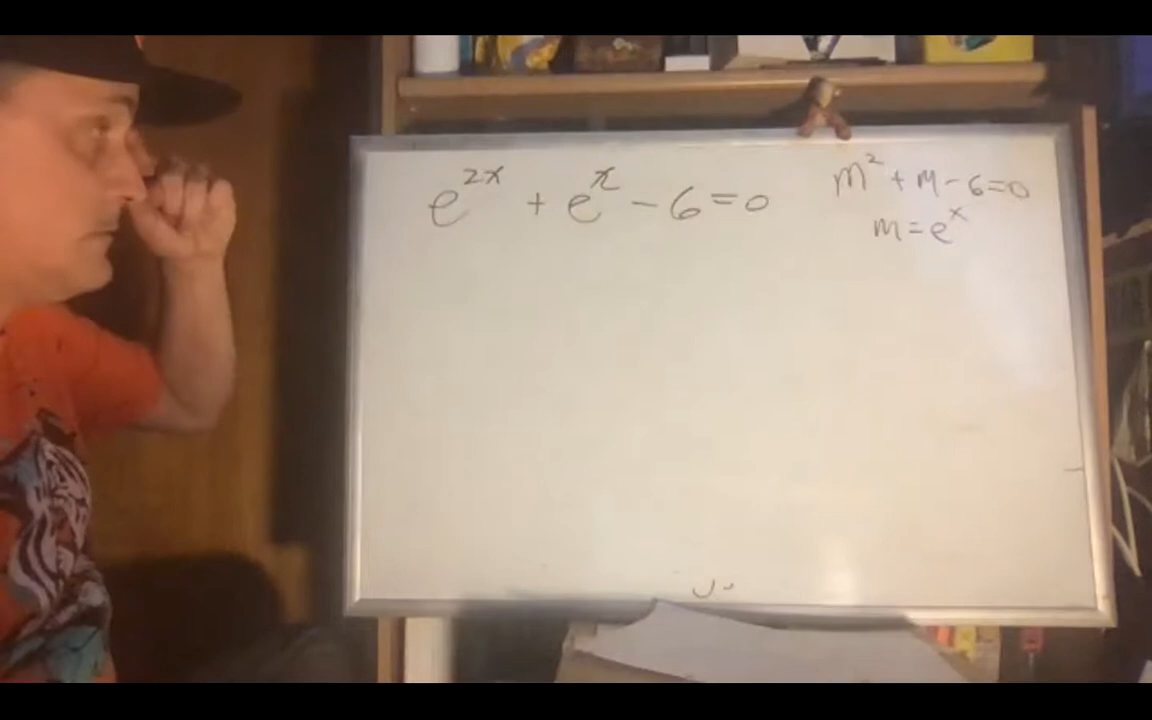 e^{2x} + e^x - 6 = 0
m^2 + m - 6 = 0
m = e^x